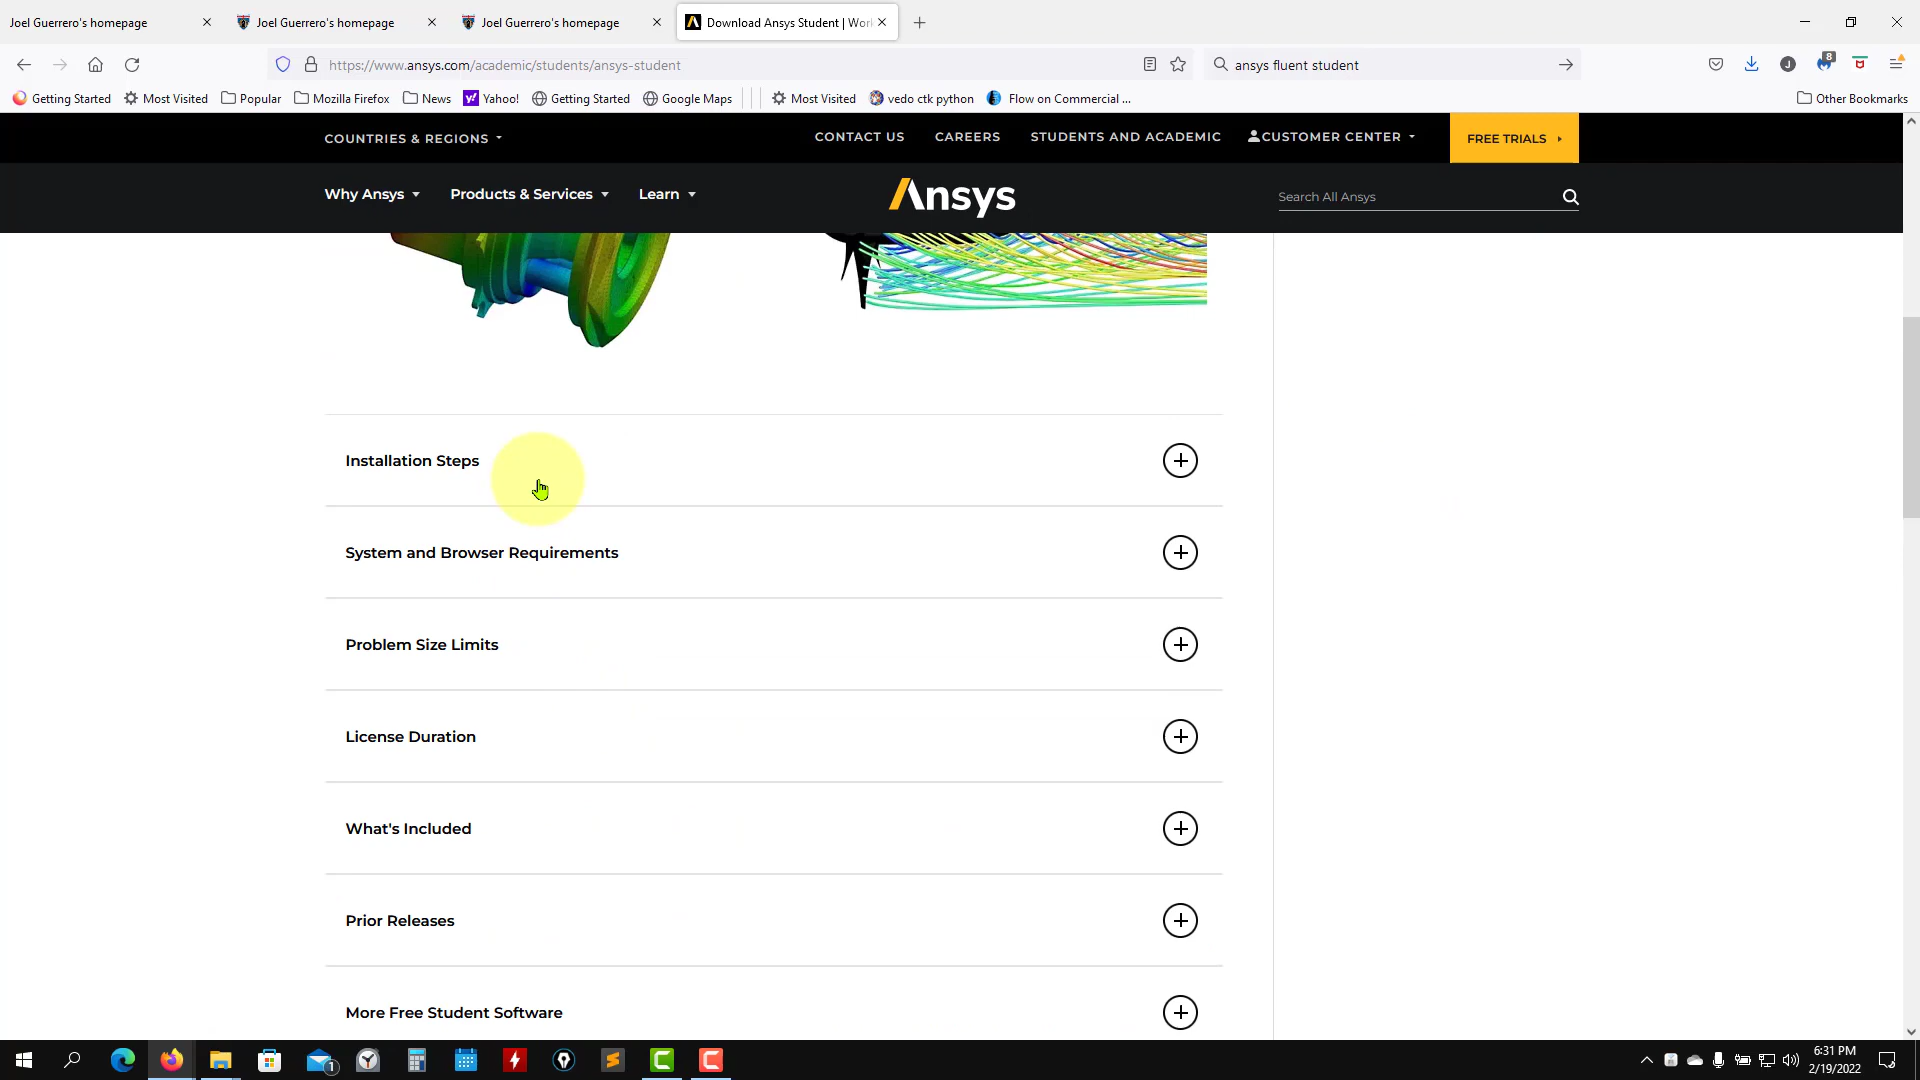 Joel Guerrero's homepage
Joel Guerrero's homepage
Joel Guerrero's homepage
Download Ansys Student | Wor
https://www.ansys.com/academic/students/ansys-student
ansys fluent student
8
Getting Started
Most Visited
Popular
Mozilla Firefox
News
Yahoo!
Getting Started
Google Maps
Most Visited
vedo ctk python
Flow on Commercial ...
Other Bookmarks
COUNTRIES & REGIONS
CONTACT US
CAREERS
STUDENTS AND ACADEMIC
CUSTOMER CENTER
FREE TRIALS
Why Ansys
Products & Services
Learn
Ansys
Search All Ansys
Installation Steps
System and Browser Requirements
Problem Size Limits
License Duration
What's Included
Prior Releases
More Free Student Software
1
6:31 PM
2/19/2022